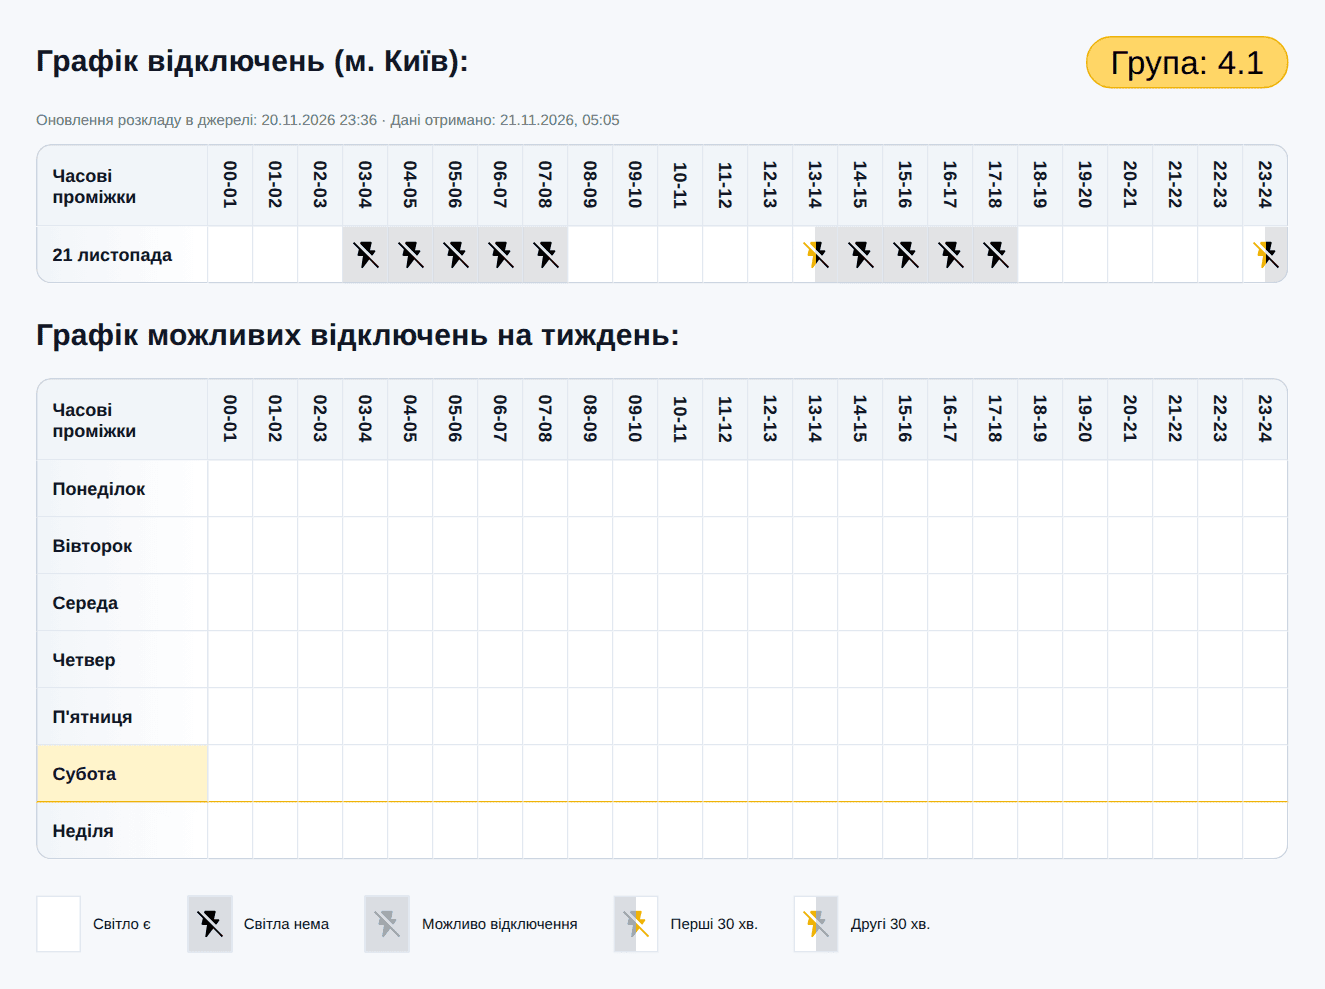 Графік відключень (м. Київ):
Група: 4.1
Оновлення розкладу в джерелі: 20.11.2026 23:36 · Дані отримано: 21.11.2026, 05:05
Часові проміжки 00-01 01-02 02-03 03-04 04-05 05-06 06-07 07-08 08-09 09-10 10-11 11-12 12-13 13-14 14-15 15-16 16-17 17-18 18-19 19-20 20-21 21-22 22-23 23-24
21 листопада
Графік можливих відключень на тиждень:
Часові проміжки 00-01 01-02 02-03 03-04 04-05 05-06 06-07 07-08 08-09 09-10 10-11 11-12 12-13 13-14 14-15 15-16 16-17 17-18 18-19 19-20 20-21 21-22 22-23 23-24
Понеділок
Вівторок
Середа
Четвер
П'ятниця
Субота
Неділя
Світло є Світла нема Можливо відключення Перші 30 хв. Другі 30 хв.